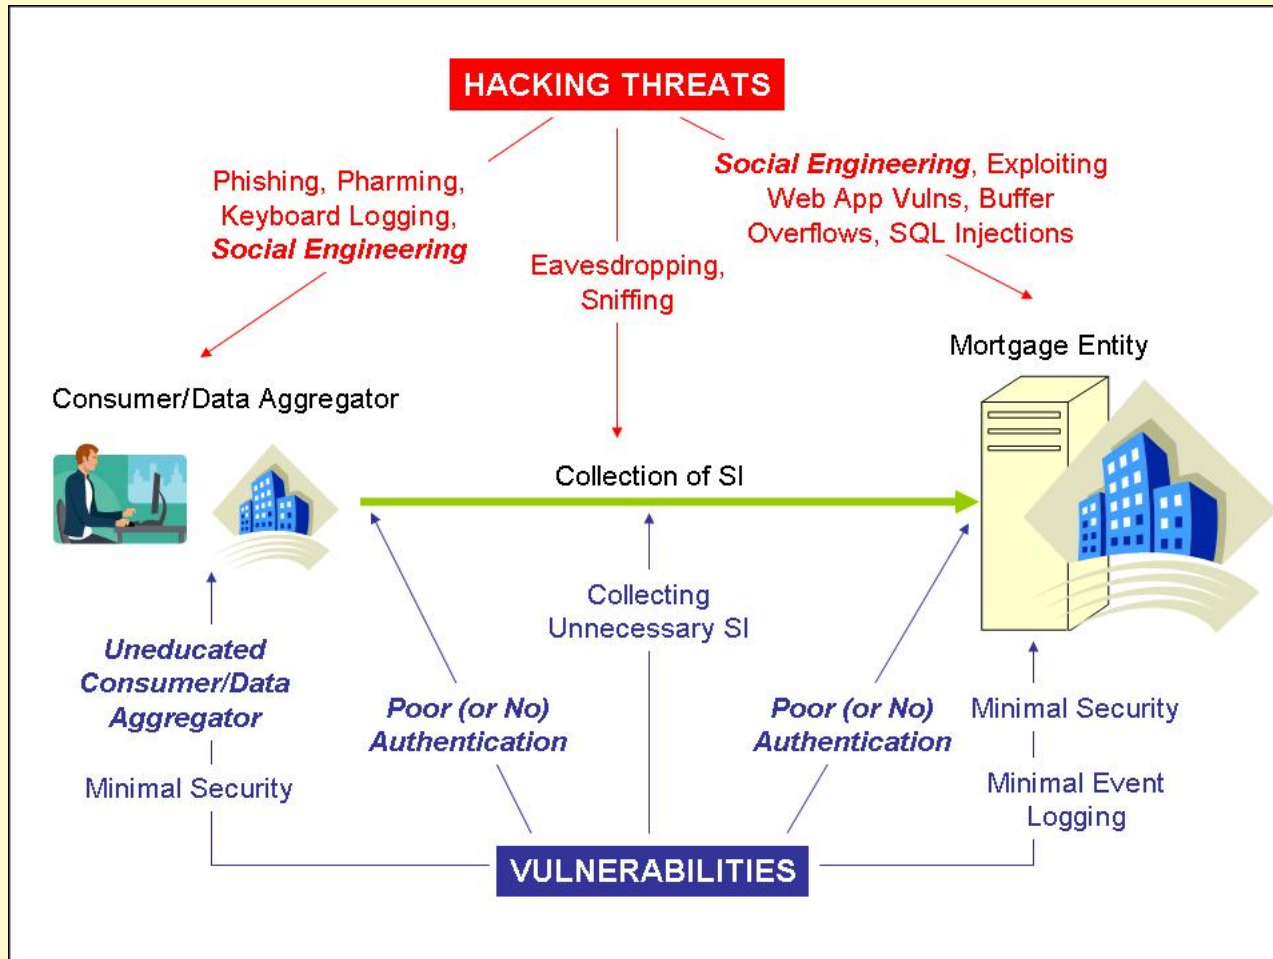 HACKING THREATS
Phishing, Pharming,
Keyboard Logging,
Social Engineering
Eavesdropping,
Sniffing
Social Engineering, Exploiting
Web App Vulns, Buffer
Overflows, SQL Injections
Consumer/Data Aggregator
Collection of SI
Mortgage Entity
Uneducated
Consumer/Data
Aggregator
Minimal Security
Poor (or No)
Authentication
Collecting
Unnecessary SI
Poor (or No)
Authentication
Minimal Security
Minimal Event
Logging
VULNERABILITIES